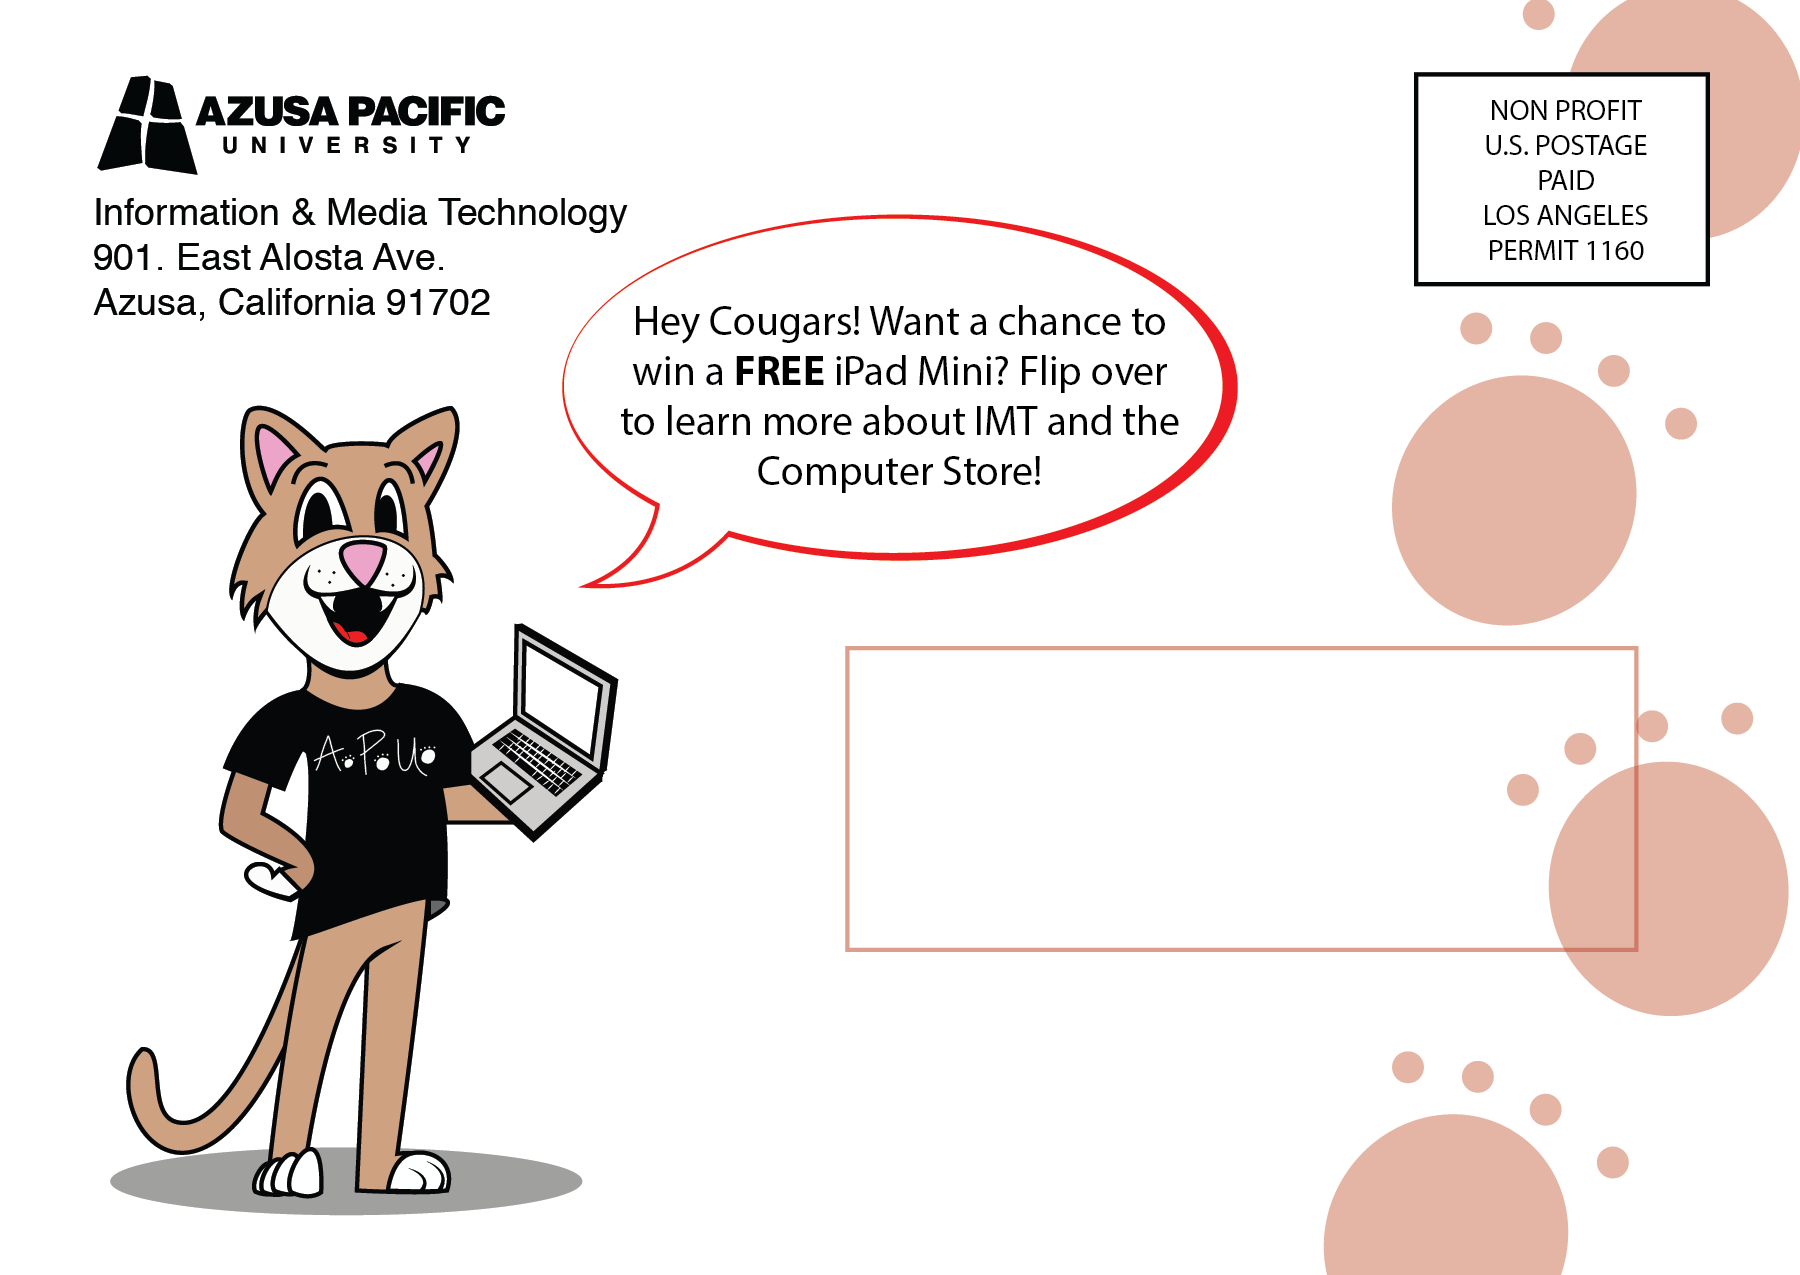 AZUSA PACIFIC
UNIVERSITY
Information & Media Technology
901. East Alosta Ave.
Azusa, California 91702
NON PROFIT
U.S. POSTAGE
PAID
LOS ANGELES
PERMIT 1160
Hey Cougars! Want a chance to
win a FREE iPad Mini? Flip over
to learn more about IMT and the
Computer Store!
A.P.U.